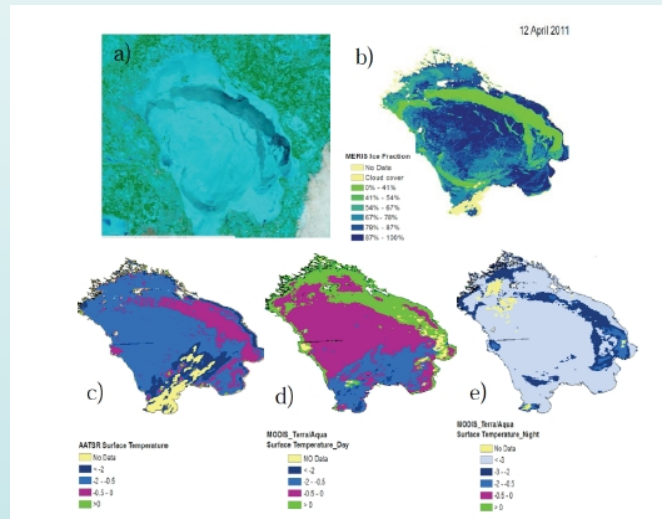 12 April 2011
a)
b)
MERIS Ice Fraction
No Data
Cloud cover
0% - 41%
41% - 54%
54% - 67%
67% - 78%
78% - 87%
87% - 100%
c)
d)
e)
AATSR Surface Temperature
No Data
< -2
-2 - -0.5
-0.5 - 0
>0
MODIS_Terra/Aqua
Surface Temperature_Day
NO Data
< -2
-2 - -0.5
-0.5 - 0
> 0
MODIS_Terra/Aqua
Surface Temperature_Night
No Data
< -3
-3 - -2
-2 - -0.5
-0.5 - 0
> 0